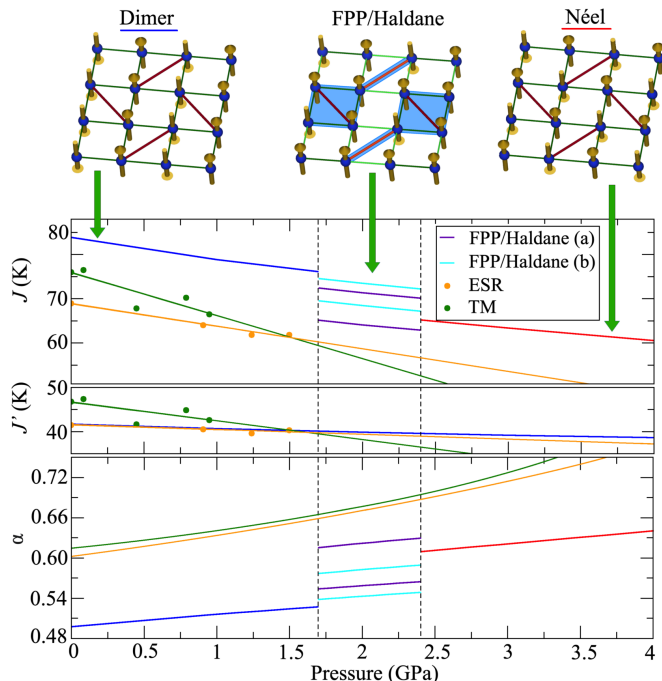 Dimer FPP/Haldane Néel
80
70
60
J (K)
FPP/Haldane (a)
FPP/Haldane (b)
ESR
TM
50
40
J' (K)
0.72
0.66
0.60
0.54
0.48
α
0 0.5 1 1.5 2 2.5 3 3.5 4
Pressure (GPa)